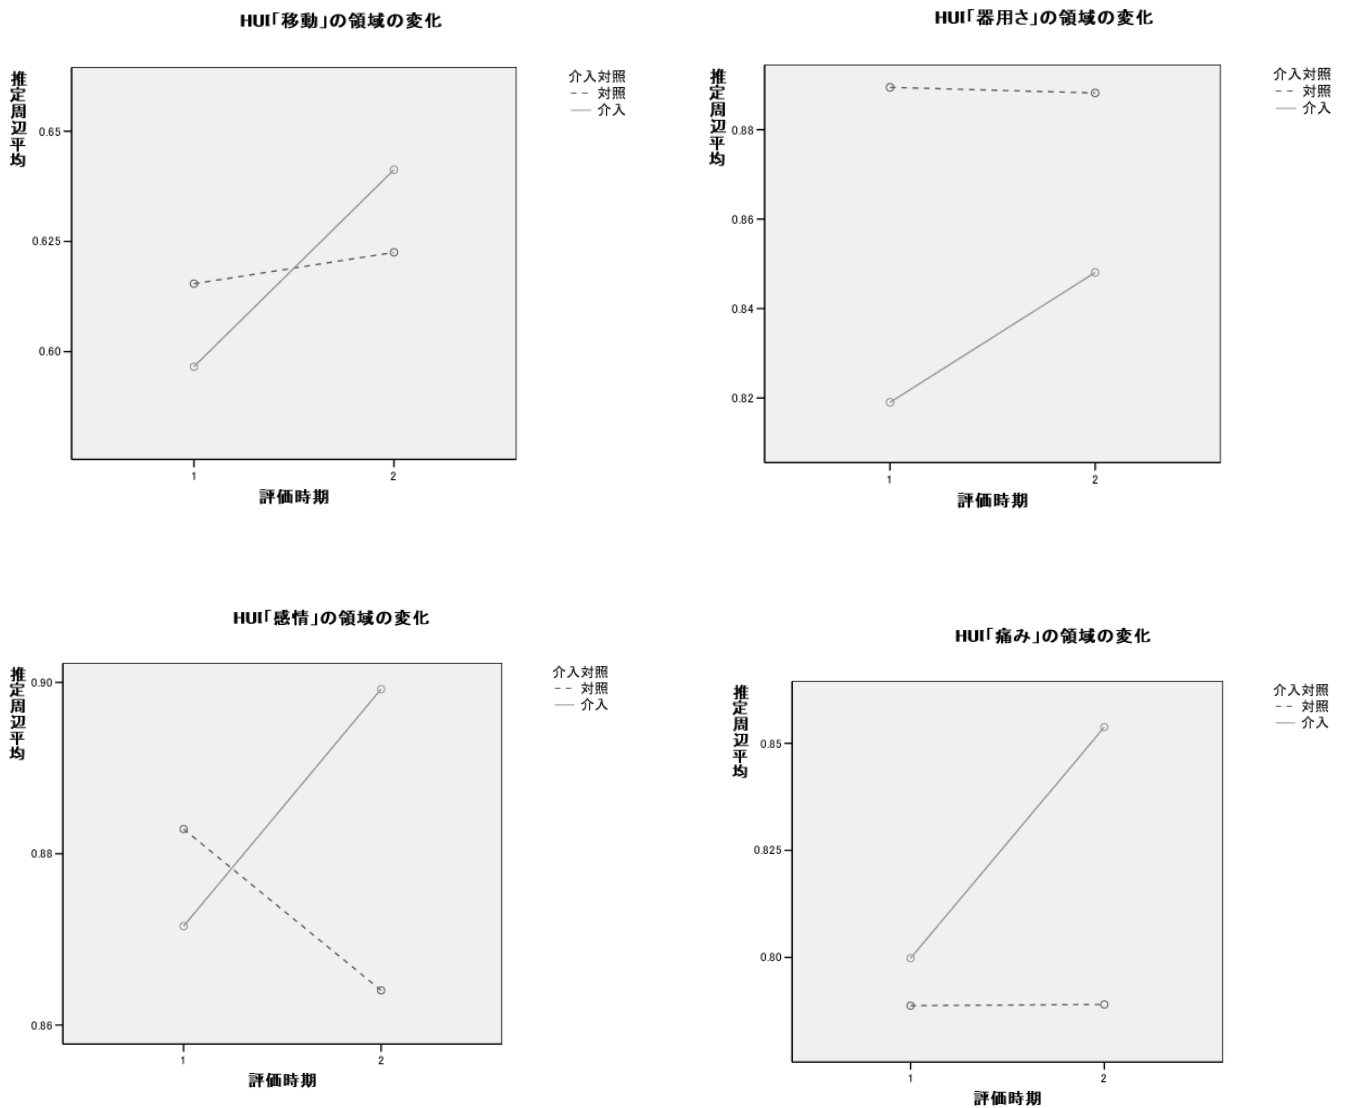 HUI「移動」の領域の変化
推定周辺平均
0.65
0.625
0.60
1
2
評価時期
介入対照
対照
介入
HUI「器用さ」の領域の変化
推定周辺平均
0.88
0.86
0.84
0.82
1
2
評価時期
介入対照
対照
介入
HUI「感情」の領域の変化
推定周辺平均
0.90
0.88
0.86
1
2
評価時期
介入対照
対照
介入
HUI「痛み」の領域の変化
推定周辺平均
0.85
0.825
0.80
1
2
評価時期
介入対照
対照
介入